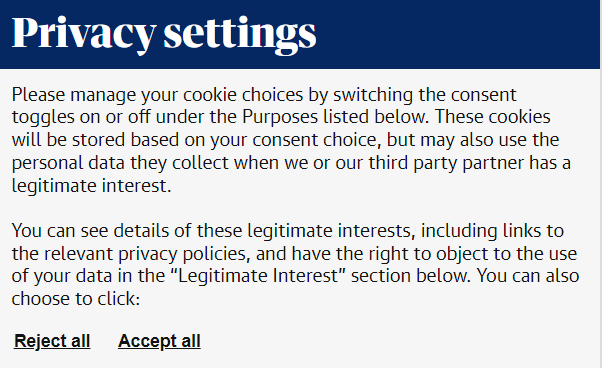 Privacy settings
Please manage your cookie choices by switching the consent
toggles on or off under the Purposes listed below. These cookies
will be stored based on your consent choice, but may also use the
personal data they collect when we or our third party partner has a
legitimate interest.
You can see details of these legitimate interests, including links to
the relevant privacy policies, and have the right to object to the use
of your data in the “Legitimate Interest” section below. You can also
choose to click:
Reject all Accept all